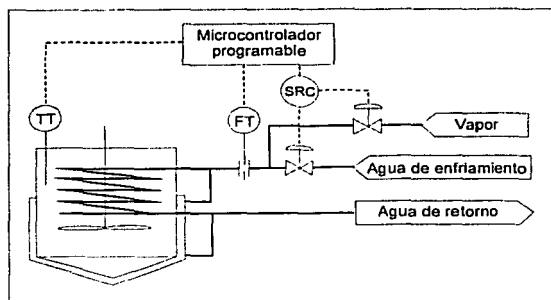 Microcontrolador
programable
TT
FT
SRC
Vapor
Agua de enfriamiento
Agua de retorno